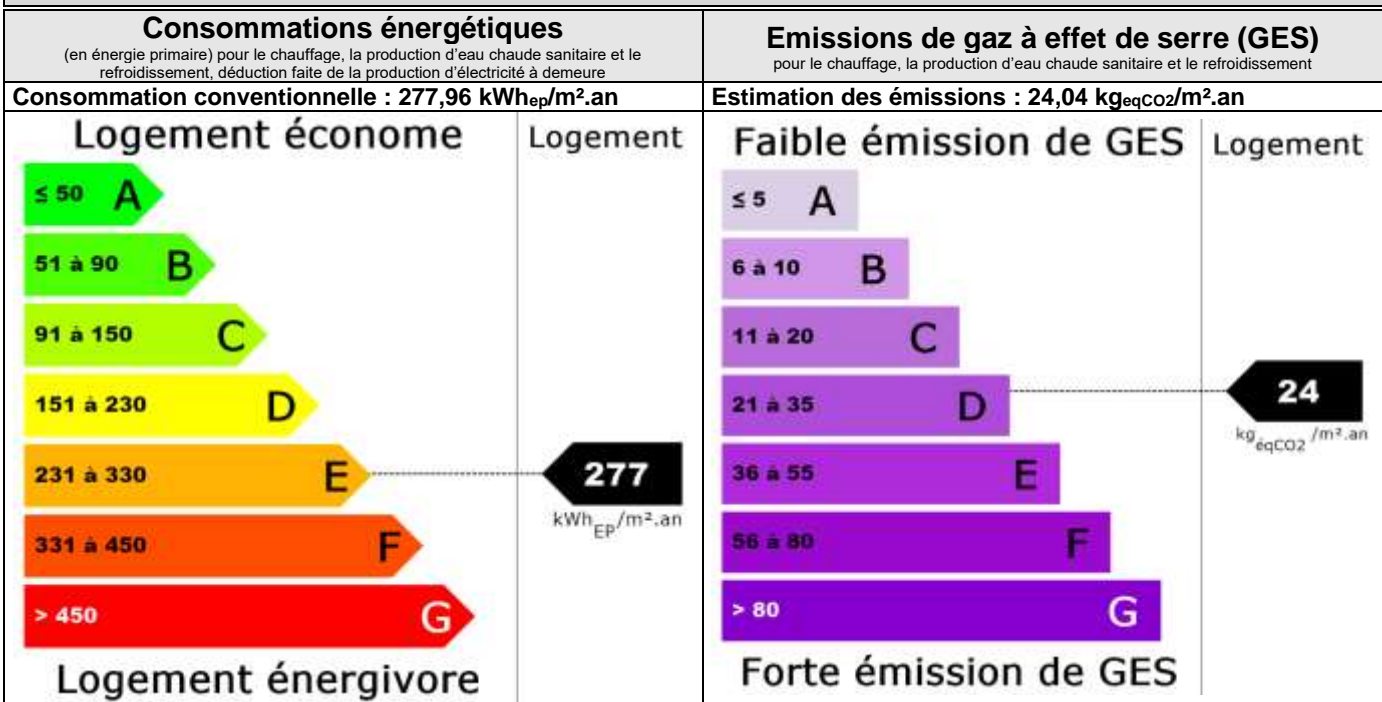 Consommations énergétiques
(en énergie primaire) pour le chauffage, la production d'eau chaude sanitaire et le
refroidissement, déduction faite de la production d'électricité à demeure
Consommation conventionnelle : 277,96 kWhep/m².an
Logement économe
Logement
≤ 50 A
51 à 90 B
91 à 150 C
151 à 230 D
231 à 330 E
277
kWhEP/m².an
331 à 450 F
> 450 G
Logement énergivore
Emissions de gaz à effet de serre (GES)
pour le chauffage, la production d'eau chaude sanitaire et le refroidissement
Estimation des émissions : 24,04 kgeqCO2/m².an
Faible émission de GES
Logement
≤ 5 A
6 à 10 B
11 à 20 C
21 à 35 D
24
kgéqCO2 /m².an
36 à 55 E
56 à 80 F
> 80 G
Forte émission de GES